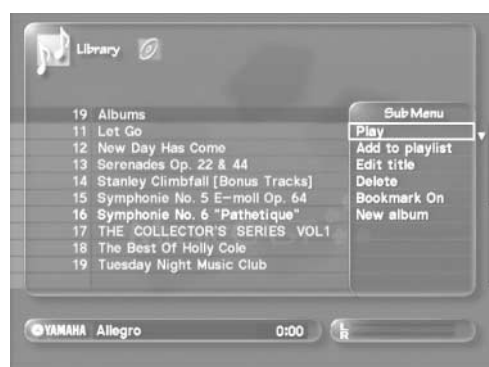 Library
19 Albums
11 Let Go
12 New Day Has Come
13 Serenades Op. 22 & 44
14 Stanley Climbfall [Bonus Tracks]
15 Symphonie No. 5 E-moll Op. 64
16 Symphonie No. 6 "Pathetique"
17 THE COLLECTOR'S SERIES VOL1
18 The Best Of Holly Cole
19 Tuesday Night Music Club
Sub Menu
Play
Add to playlist
Edit title
Delete
Bookmark On
New album
YAMAHA Allegro 0:00
L
R